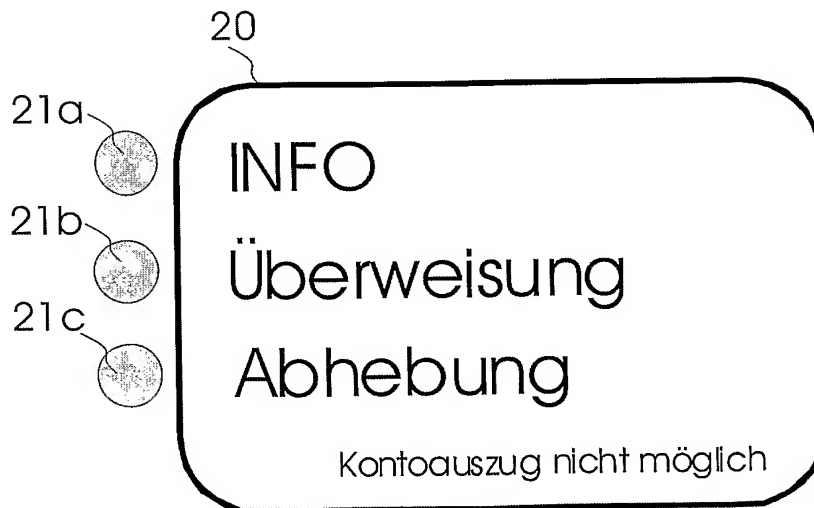 20
21a
INFO
21b
Überweisung
21c
Abhebung
Kontoauszug nicht möglich